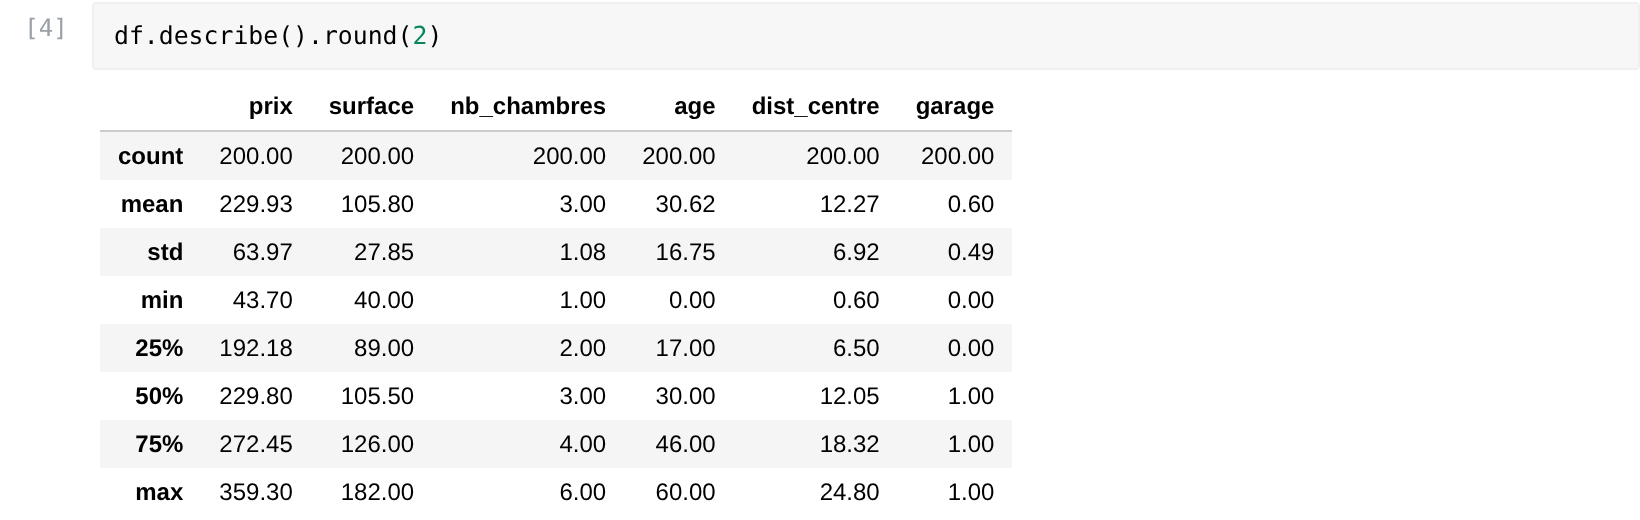 [4] df.describe().round(2)
prix surface nb_chambres age dist_centre garage
count 200.00 200.00 200.00 200.00 200.00 200.00
mean 229.93 105.80 3.00 30.62 12.27 0.60
std 63.97 27.85 1.08 16.75 6.92 0.49
min 43.70 40.00 1.00 0.00 0.60 0.00
25% 192.18 89.00 2.00 17.00 6.50 0.00
50% 229.80 105.50 3.00 30.00 12.05 1.00
75% 272.45 126.00 4.00 46.00 18.32 1.00
max 359.30 182.00 6.00 60.00 24.80 1.00